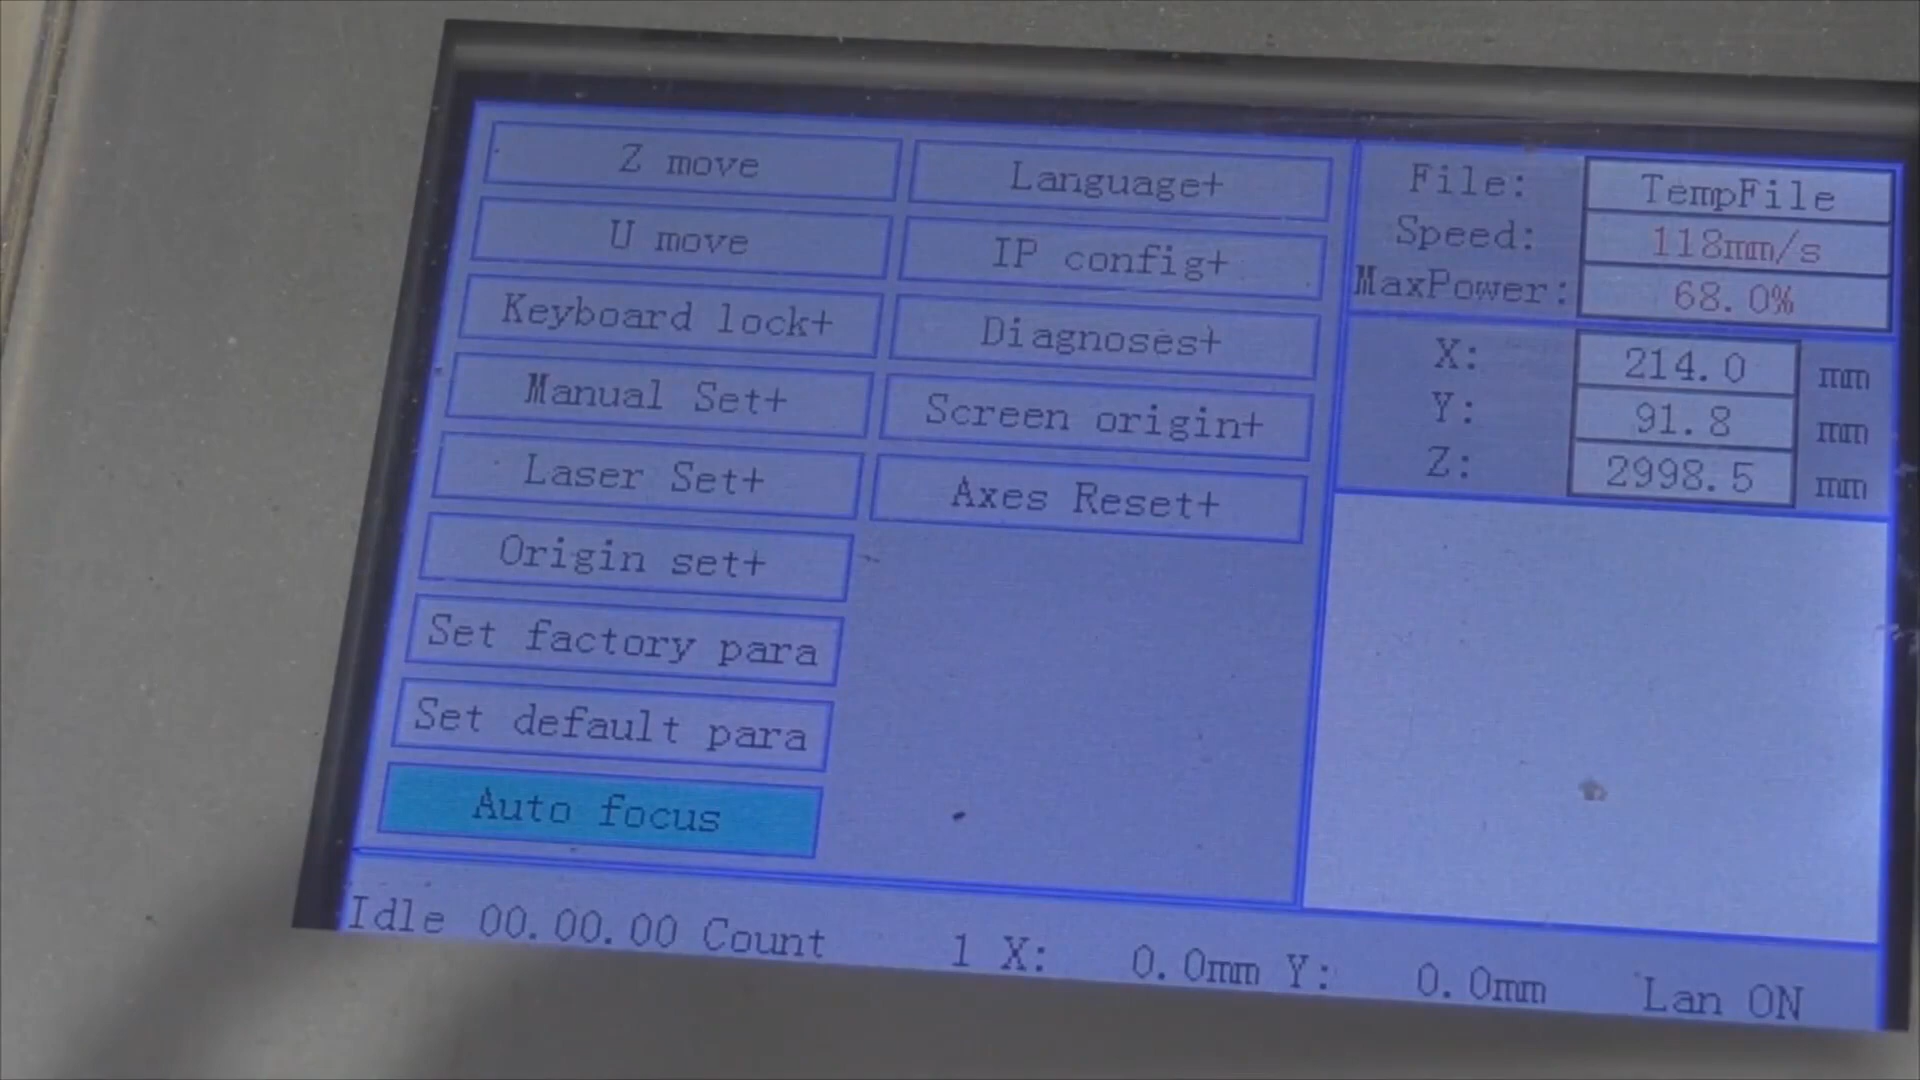 Z move
U move
Keyboard lock+
Manual Set+
Laser Set+
Origin set+
Set factory para
Set default para
Auto focus
Language+
IP config+
Diagnoses+
Screen origin+
Axes Reset+
File: TempFile
Speed: 118mm/s
MaxPower: 68.0%
X: 214.0 mm
Y: 91.8 mm
Z: 2998.5 mm
Idle 00.00.00 Count 1 X: 0.0mm Y: 0.0mm Lan ON